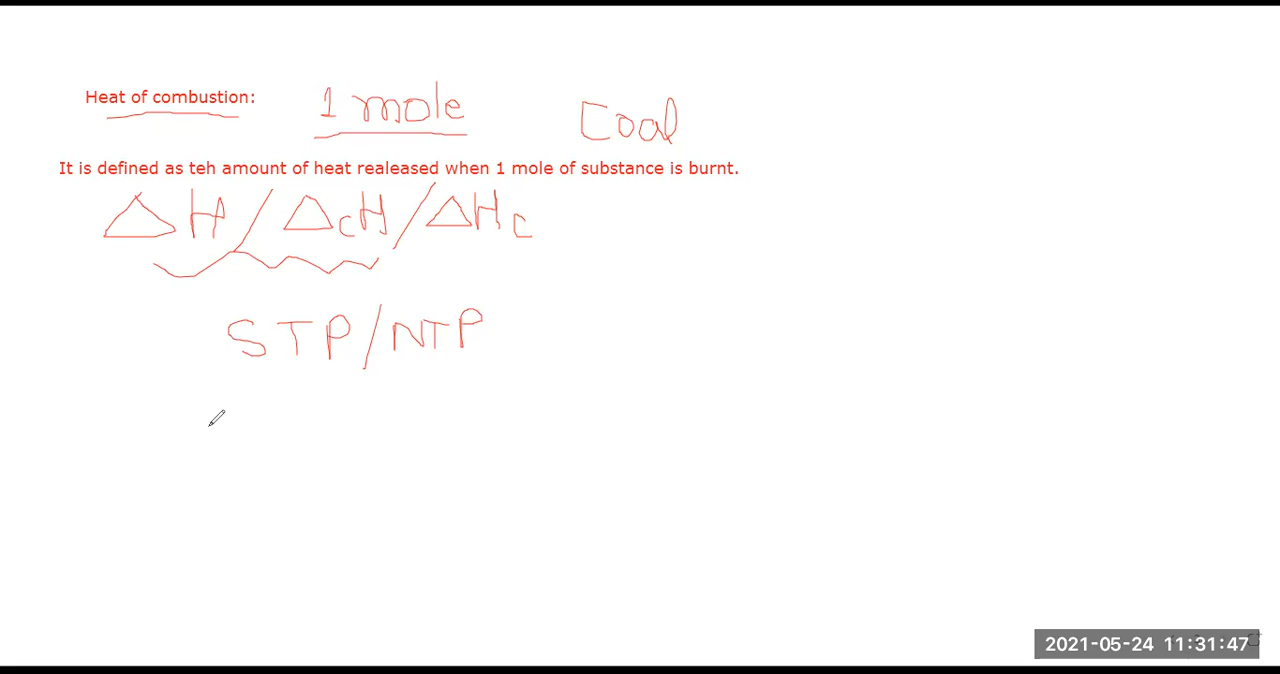 Heat of combustion: 1 mole Coal
It is defined as teh amount of heat realeased when 1 mole of substance is burnt.
ΔH/ΔcH/ΔHc
STP/NTP
2021-05-24 11:31:47